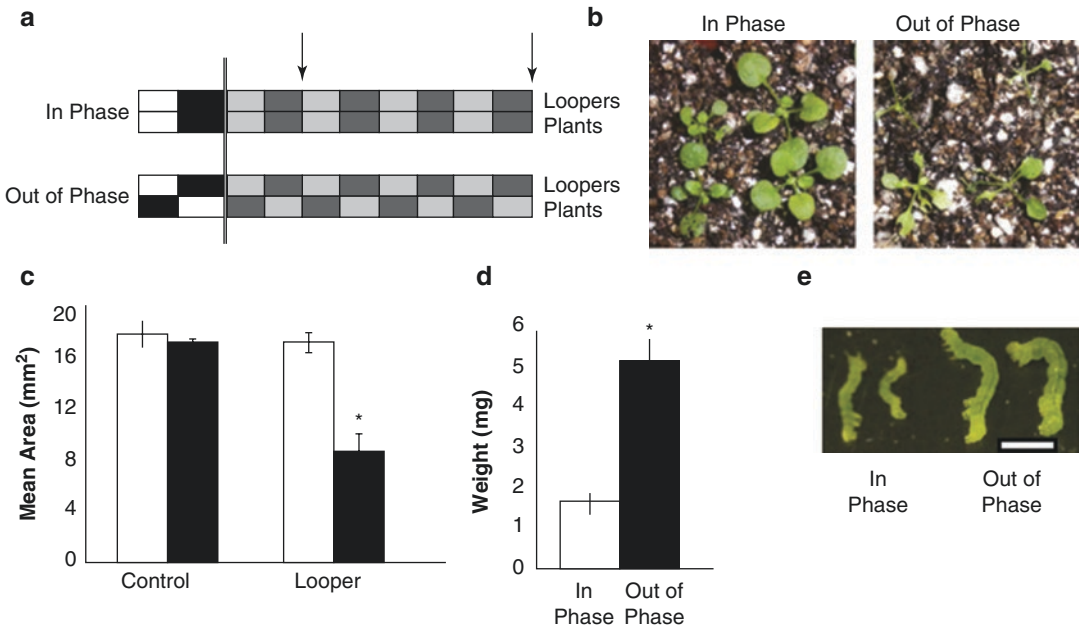 a
In Phase
Loopers
Plants
Out of Phase
Loopers
Plants
b
In Phase
Out of Phase
c
Mean Area (mm²)
20
16
12
8
4
0
Control
Looper
*
d
Weight (mg)
6
5
4
3
2
1
0
*
In
Phase
Out of
Phase
e
In
Phase
Out of
Phase